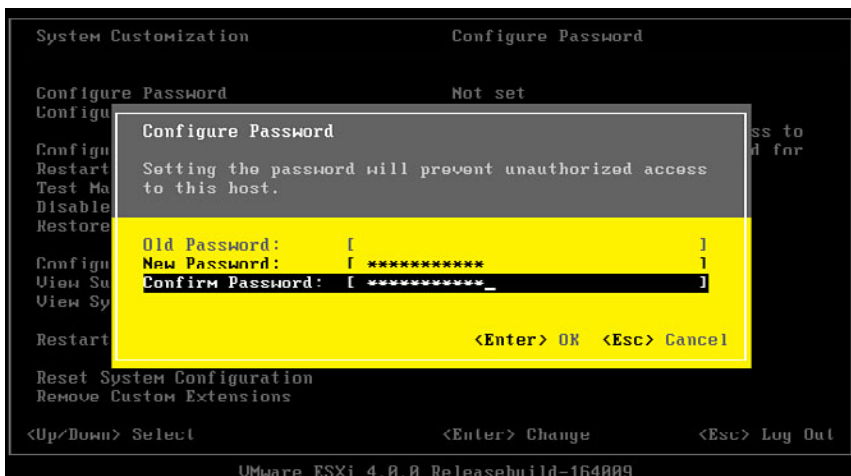 System Customization Configure Password
Configure Password Not set
Configu
Configure Password
ss to
Configu
d for
Restart
Setting the password will prevent unauthorized access
Test Ma
to this host.
Disable
Restore
Old Password: [ ]
Configu
New Password: [ *********** ]
View Su
Confirm Password: [ ***********_ ]
View Sy
Restart
<Enter> OK <Esc> Cancel
Reset System Configuration
Remove Custom Extensions
<Up/Down> Select <Enter> Change <Esc> Log Out
VMware ESXi 4.0.0 Releasebuild-164009